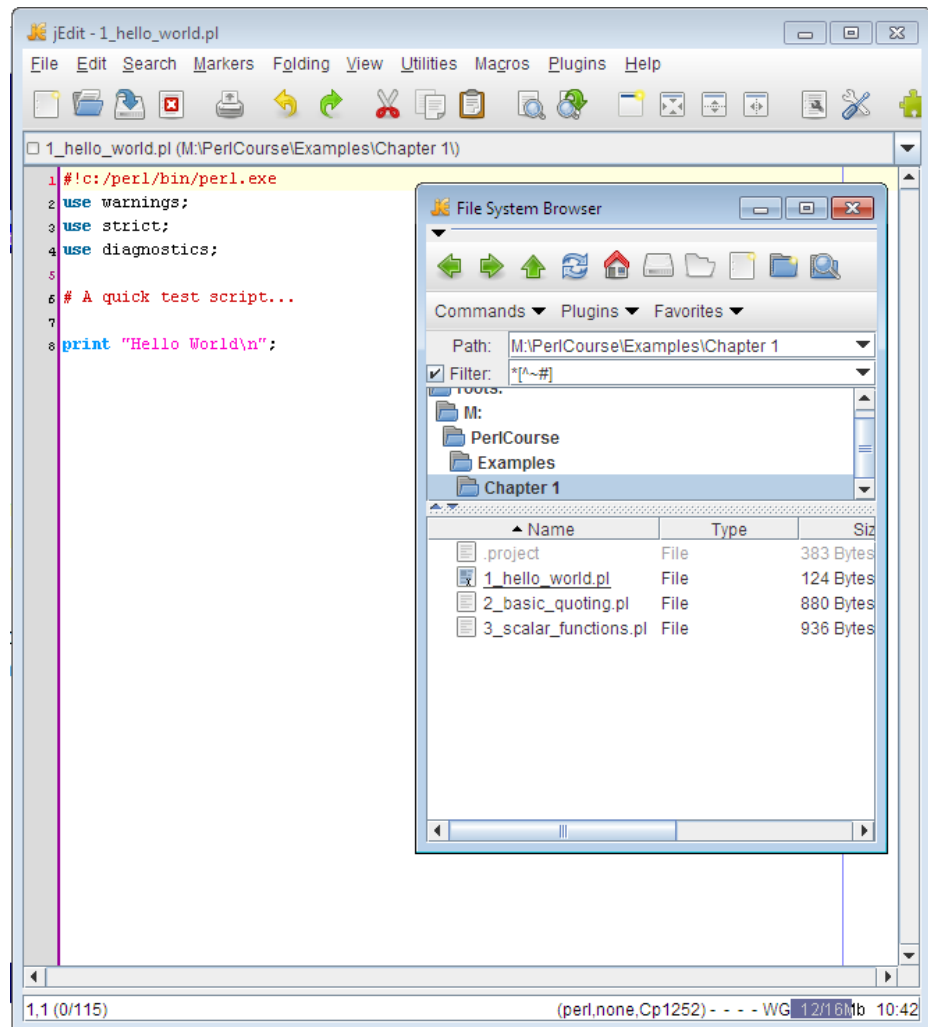 jEdit - 1_hello_world.pl
File Edit Search Markers Folding View Utilities Macros Plugins Help
1_hello_world.pl (M:\PerlCourse\Examples\Chapter 1\)
1 #!c:/perl/bin/perl.exe
2 use warnings;
3 use strict;
4 use diagnostics;
5
6 # A quick test script...
7
8 print "Hello World\n";
File System Browser
Commands Plugins Favorites
Path: M:\PerlCourse\Examples\Chapter 1
Filter: *[^~#]
roots:
M:
PerlCourse
Examples
Chapter 1
Name Type Siz
.project File 383 Bytes
1_hello_world.pl File 124 Bytes
2_basic_quoting.pl File 880 Bytes
3_scalar_functions.pl File 936 Bytes
1,1 (0/115) (perl,none,Cp1252) - - - - WG 12/16Mb 10:42